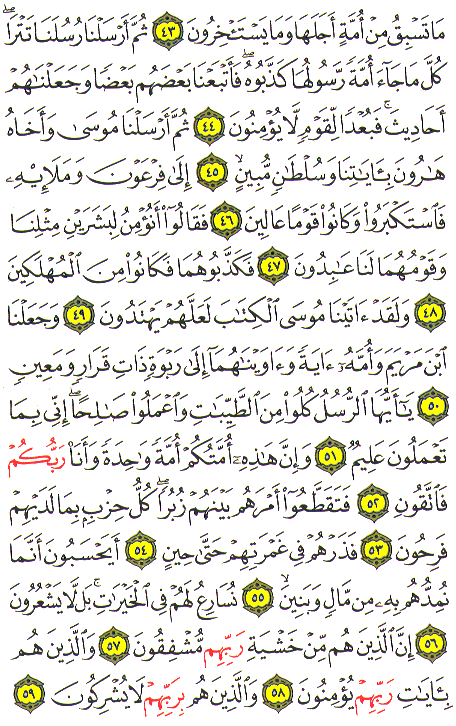 مَا تَسْبِقُ مِنْ أُمَّةٍ أَجَلَهَا وَمَا يَسْتَـْٔخِرُونَ ٤٣ ثُمَّ أَرْسَلْنَا رُسُلَنَا تَتْرَا ۖ
كُلَّ مَا جَآءَ أُمَّةً رَّسُولُهَا كَذَّبُوهُ ۚ فَأَتْبَعْنَا بَعْضَهُم بَعْضًا وَجَعَلْنَـٰهُمْ
أَحَادِيثَ ۚ فَبُعْدًا لِّقَوْمٍ لَّا يُؤْمِنُونَ ٤٤ ثُمَّ أَرْسَلْنَا مُوسَىٰ وَأَخَاهُ
هَـٰرُونَ بِـَٔايَـٰتِنَا وَسُلْطَـٰنٍ مُّبِينٍ ٤٥ إِلَىٰ فِرْعَوْنَ وَمَلَإِي۟هِۦ
فَٱسْتَكْبَرُوا۟ وَكَانُوا۟ قَوْمًا عَالِينَ ٤٦ فَقَالُوٓا۟ أَنُؤْمِنُ لِبَشَرَيْنِ مِثْلِنَا
وَقَوْمُهُمَا لَنَا عَـٰبِدُونَ ٤٧ فَكَذَّبُوهُمَا فَكَانُوا۟ مِنَ ٱلْمُهْلَكِينَ
٤٨ وَلَقَدْ ءَاتَيْنَا مُوسَى ٱلْكِتَـٰبَ لَعَلَّهُمْ يَهْتَدُونَ ٤٩ وَجَعَلْنَا
ٱبْنَ مَرْيَمَ وَأُمَّهُۥٓ ءَايَةً وَءَاوَيْنَـٰهُمَآ إِلَىٰ رَبْوَةٍ ذَاتِ قَرَارٍ وَمَعِينٍ
٥٠ يَـٰٓأَيُّهَا ٱلرُّسُلُ كُلُوا۟ مِنَ ٱلطَّيِّبَـٰتِ وَٱعْمَلُوا۟ صَـٰلِحًا ۖ إِنِّى بِمَا
تَعْمَلُونَ عَلِيمٌ ٥١ وَإِنَّ هَـٰذِهِۦٓ أُمَّتُكُمْ أُمَّةً وَٰحِدَةً وَأَنَا۠ رَبُّكُمْ
فَٱتَّقُونِ ٥٢ فَتَقَطَّعُوٓا۟ أَمْرَهُم بَيْنَهُمْ زُبُرًا ۖ كُلُّ حِزْبٍۭ بِمَا لَدَيْهِمْ
فَرِحُونَ ٥٣ فَذَرْهُمْ فِى غَمْرَتِهِمْ حَتَّىٰ حِينٍ ٥٤ أَيَحْسَبُونَ أَنَّمَا
نُمِدُّهُم بِهِۦ مِن مَّالٍ وَبَنِينَ ٥٥ نُسَارِعُ لَهُمْ فِى ٱلْخَيْرَٰتِ ۚ بَل لَّا يَشْعُرُونَ
٥٦ إِنَّ ٱلَّذِينَ هُم مِّنْ خَشْيَةِ رَبِّهِم مُّشْفِقُونَ ٥٧ وَٱلَّذِينَ هُم
بِـَٔايَـٰتِ رَبِّهِمْ يُؤْمِنُونَ ٥٨ وَٱلَّذِينَ هُم بِرَبِّهِمْ لَا يُشْرِكُونَ ٥٩